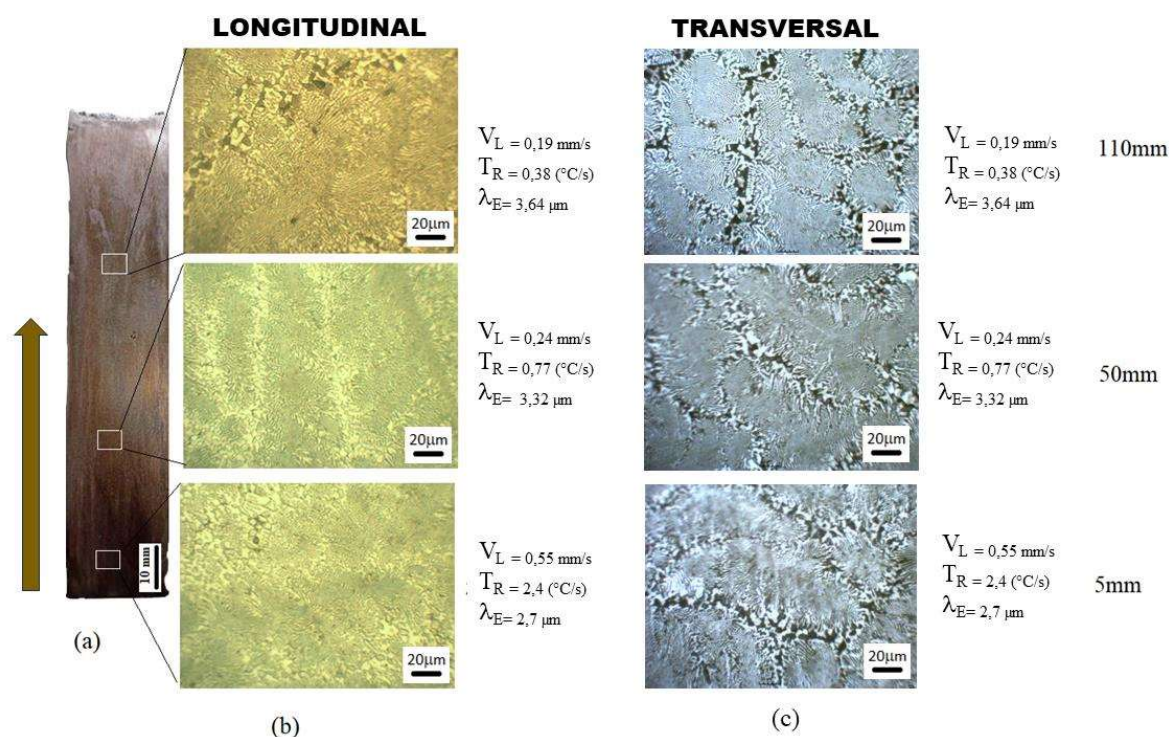 LONGITUDINAL
TRANSVERSAL
20μm
V_L = 0,19 mm/s
T_R = 0,38 (°C/s)
λ_E= 3,64 μm
20μm
V_L = 0,19 mm/s
T_R = 0,38 (°C/s)
λ_E= 3,64 μm
110mm
20μm
V_L = 0,24 mm/s
T_R = 0,77 (°C/s)
λ_E= 3,32 μm
20μm
V_L = 0,24 mm/s
T_R = 0,77 (°C/s)
λ_E= 3,32 μm
50mm
10 mm
20μm
V_L = 0,55 mm/s
T_R = 2,4 (°C/s)
λ_E= 2,7 μm
20μm
V_L = 0,55 mm/s
T_R = 2,4 (°C/s)
λ_E= 2,7 μm
5mm
(a)
(b)
(c)